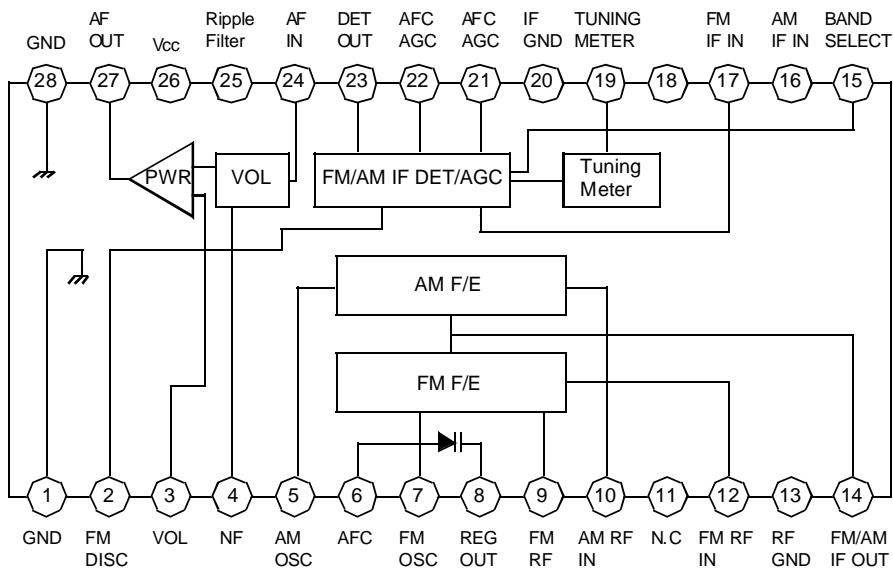 GND
AF
OUT
Vcc
Ripple
Filter
AF
IN
DET
OUT
AFC
AGC
AFC
AGC
IF
GND
TUNING
METER
FM
IF IN
AM
IF IN
BAND
SELECT
28 27 26 25 24 23 22 21 20 19 18 17 16 15
PWR
VOL
FM/AM IF DET/AGC
Tuning
Meter
AM F/E
FM F/E
1 2 3 4 5 6 7 8 9 10 11 12 13 14
GND
FM
DISC
VOL
NF
AM
OSC
AFC
FM
OSC
REG
OUT
FM
RF
AM RF
IN
N.C
FM RF
IN
RF
GND
FM/AM
IF OUT